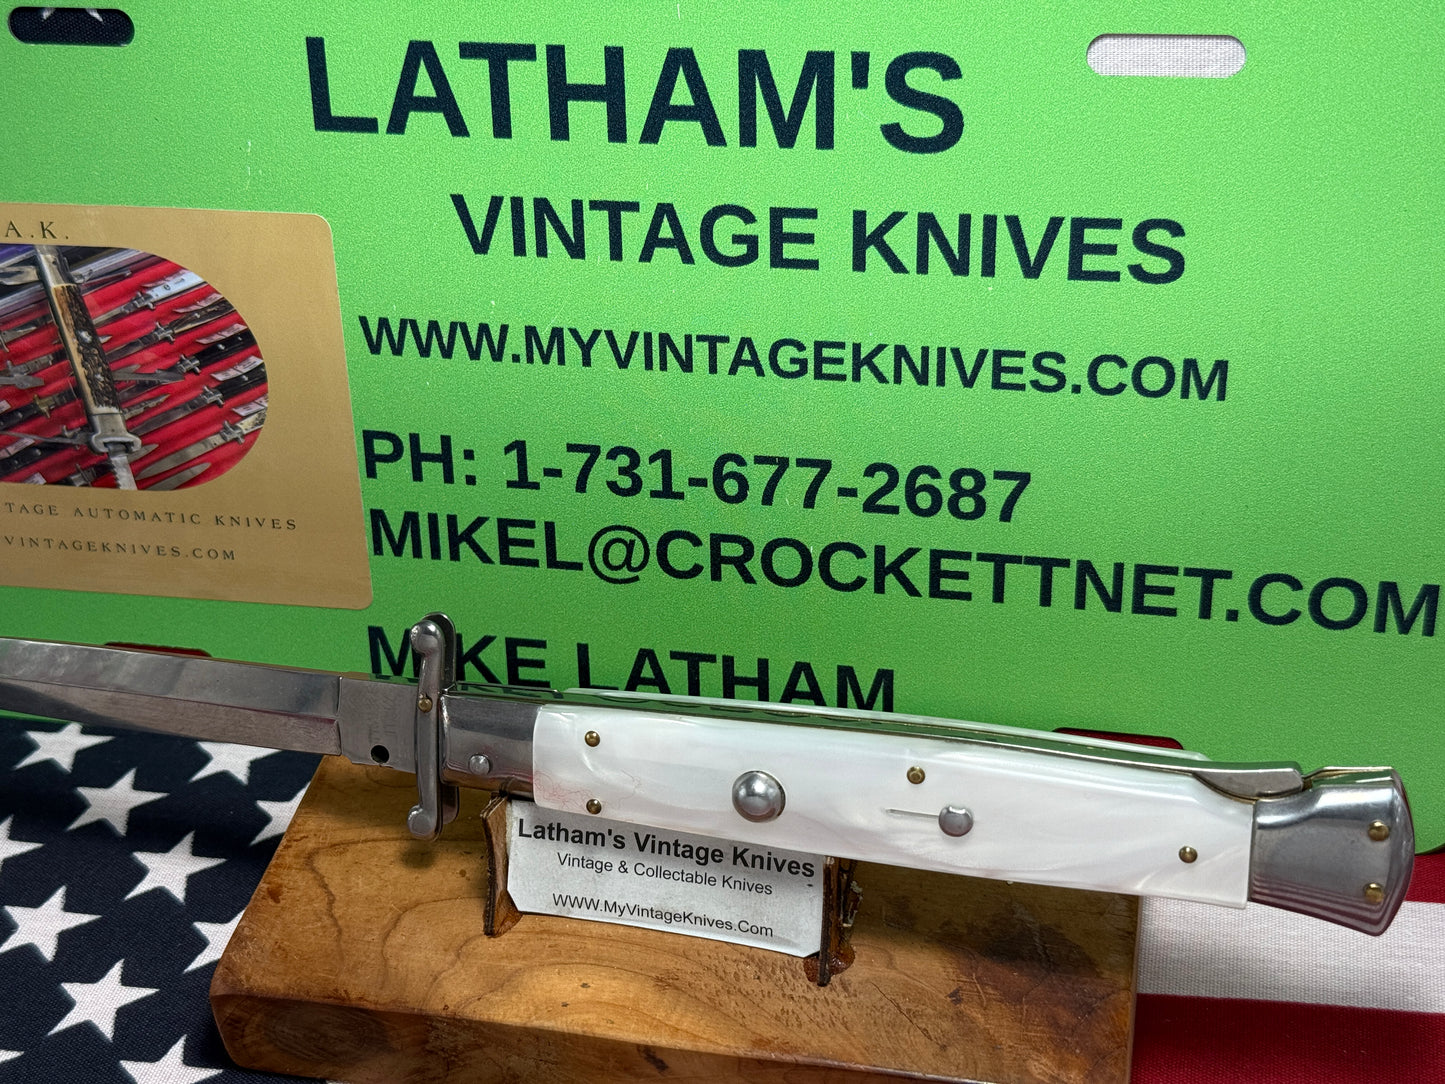 LATHAM'S
VINTAGE KNIVES
WWW.MYVINTAGEKNIVES.COM
PH: 1-731-677-2687
MIKEL@CROCKETTNET.COM
MIKE LATHAM
A.K.
TAGE AUTOMATIC KNIVES
VINTAGEKNIVES.COM
Latham's Vintage Knives
Vintage & Collectable Knives
WWW.MyVintageKnives.Com